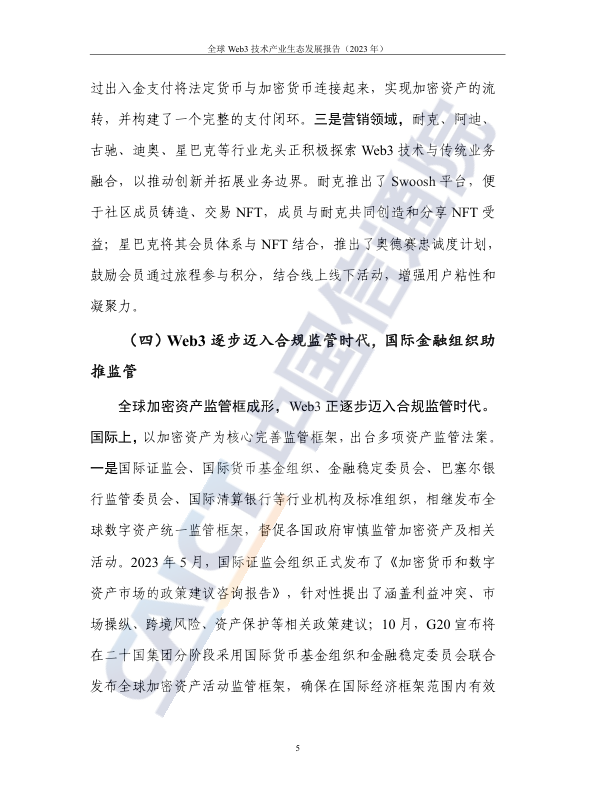 全球 Web3 技术产业生态发展报告（2023 年）
过出入金支付将法定货币与加密货币连接起来，实现加密资产的流
转，并构建了一个完整的支付闭环。三是营销领域，耐克、阿迪、
古驰、迪奥、星巴克等行业龙头正积极探索 Web3 技术与传统业务
融合，以推动创新并拓展业务边界。耐克推出了 Swoosh 平台，便
于社区成员铸造、交易 NFT，成员与耐克共同创造和分享 NFT 受
益；星巴克将其会员体系与 NFT 结合，推出了奥德赛忠诚度计划，
鼓励会员通过旅程参与积分，结合线上线下活动，增强用户粘性和
凝聚力。
（四）Web3 逐步迈入合规监管时代，国际金融组织助
推监管
全球加密资产监管框成形，Web3 正逐步迈入合规监管时代。
国际上，以加密资产为核心完善监管框架，出台多项资产监管法案。
一是国际证监会、国际货币基金组织、金融稳定委员会、巴塞尔银
行监管委员会、国际清算银行等行业机构及标准组织，相继发布全
球数字资产统一监管框架，督促各国政府审慎监管加密资产及相关
活动。2023 年 5 月，国际证监会组织正式发布了《加密货币和数字
资产市场的政策建议咨询报告》，针对性提出了涵盖利益冲突、市
场操纵、跨境风险、资产保护等相关政策建议；10 月，G20 宣布将
在二十国集团分阶段采用国际货币基金组织和金融稳定委员会联合
发布全球加密资产活动监管框架，确保在国际经济框架范围内有效
5
CAICT 中国信通院